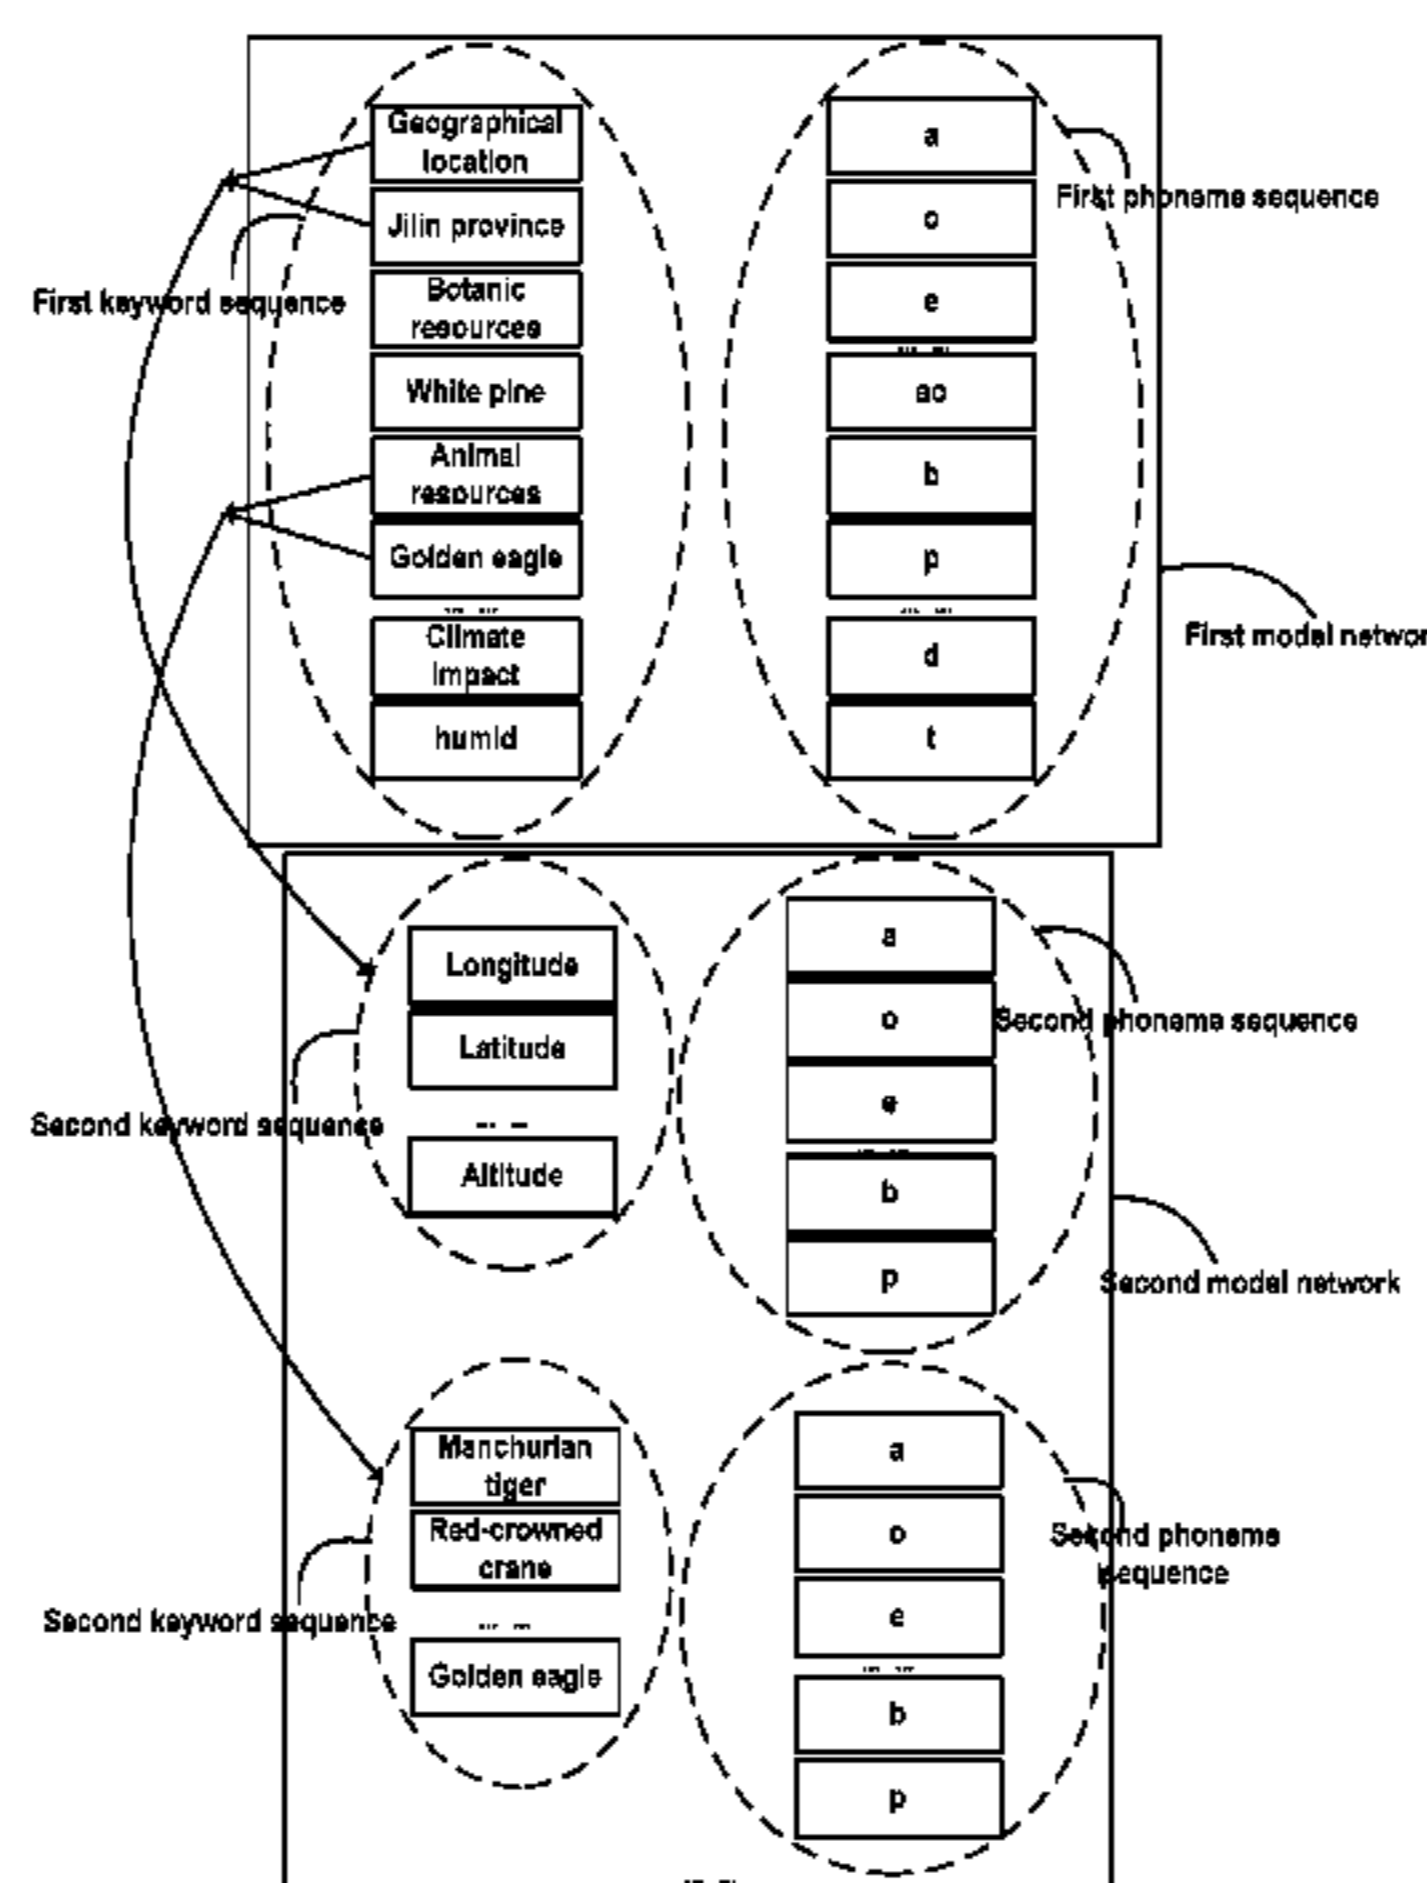 Geographical
location
Jilin province
First keyword sequence
Botanic
resources
White pine
Animal
resources
Golden eagle
... ...
Climate
impact
humid
a
First phoneme sequence
o
e
... ...
ao
b
p
... ...
d
t
First model networ
Longitude
Latitude
Second keyword sequence
... ...
Altitude
a
o
Second phoneme sequence
e
... ...
b
p
Second model network
Manchurian
tiger
Red-crowned
crane
Second keyword sequence
... ...
Golden eagle
a
o
Second phoneme
sequence
e
... ...
b
p
... ...